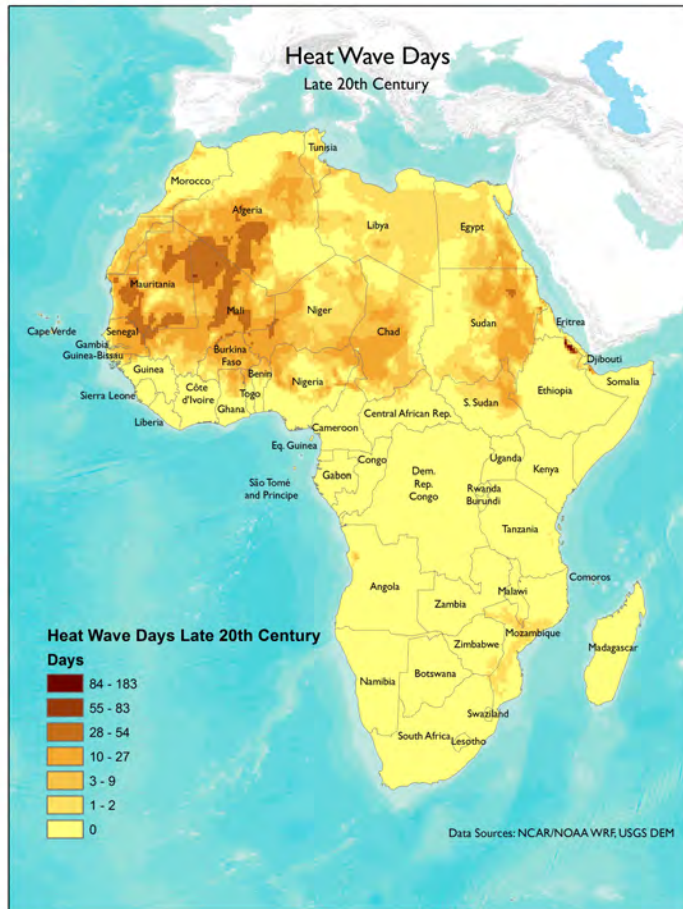 Heat Wave Days
Late 20th Century
Tunisia
Morocco
Algeria
Libya
Egypt
Mauritania
Mali
Niger
Chad
Sudan
Eritrea
Cape Verde
Senegal
Gambia
Guinea-Bissau
Guinea
Burkina
Faso
Benin
Nigeria
Djibouti
Somalia
Ethiopia
Sierra Leone
Côte
d'Ivoire
Togo
Ghana
Liberia
S. Sudan
Central African Rep.
Cameroon
Eq. Guinea
Congo
Gabon
São Tomé
and Principe
Dem.
Rep.
Congo
Uganda
Kenya
Rwanda
Burundi
Tanzania
Comoros
Angola
Malawi
Zambia
Mozambique
Zimbabwe
Madagascar
Namibia
Botswana
Swaziland
South Africa
Lesotho
Heat Wave Days Late 20th Century
Days
84 - 183
55 - 83
28 - 54
10 - 27
3 - 9
1 - 2
0
Data Sources: NCAR/NOAA WRF, USGS DEM